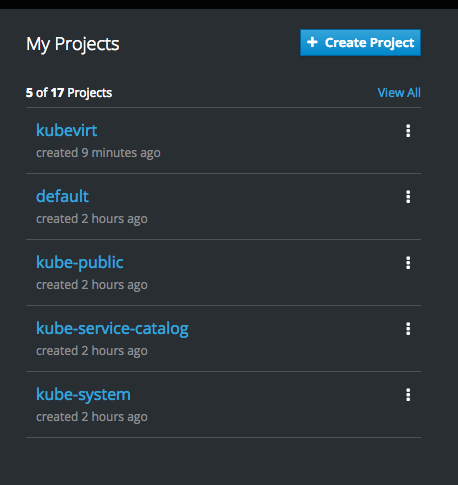 My Projects
+ Create Project
5 of 17 Projects
View All
kubevirt
created 9 minutes ago
default
created 2 hours ago
kube-public
created 2 hours ago
kube-service-catalog
created 2 hours ago
kube-system
created 2 hours ago